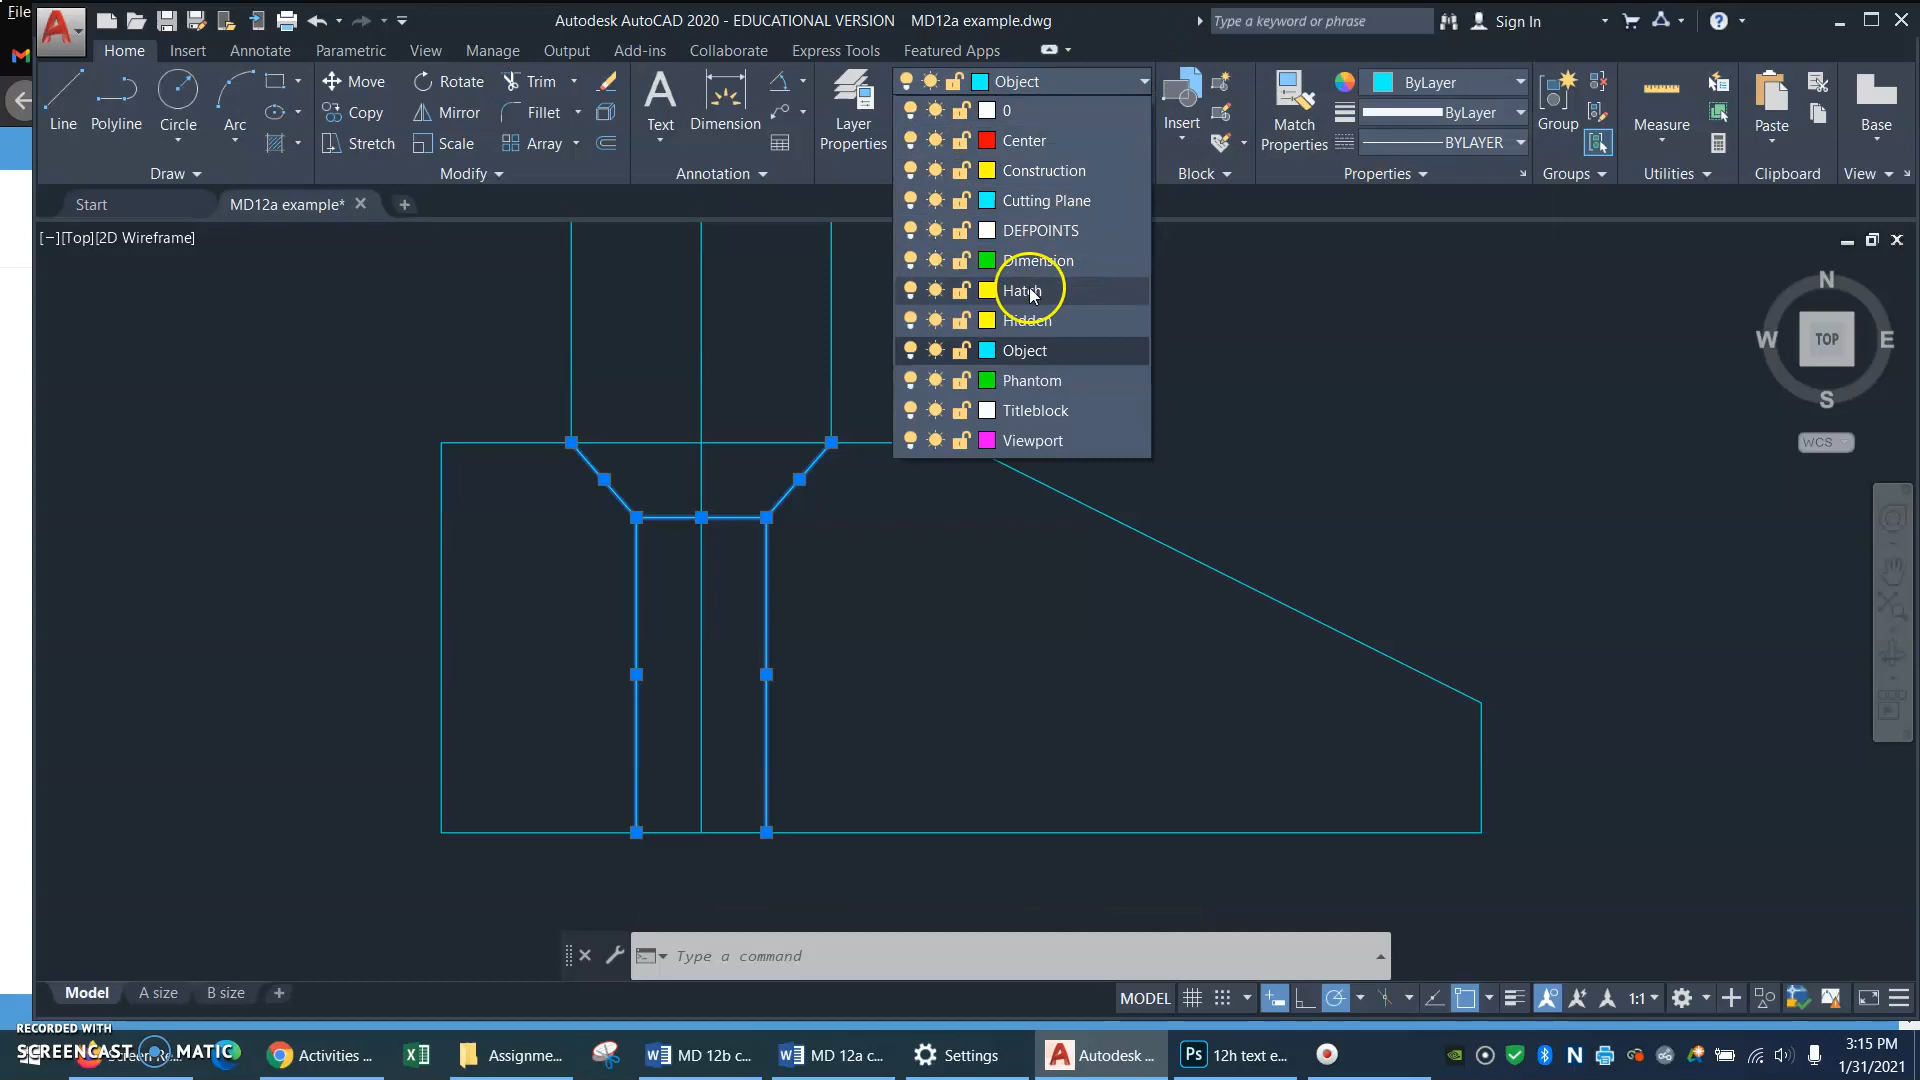 File
Autodesk AutoCAD 2020 - EDUCATIONAL VERSION MD12a example.dwg
Type a keyword or phrase
Sign In
Home Insert Annotate Parametric View Manage Output Add-ins Collaborate Express Tools Featured Apps
Line Polyline Circle Arc
Move Rotate Trim
Copy Mirror Fillet
Stretch Scale Array
Text Dimension
Layer Properties
Object
Insert
Match Properties
ByLayer
ByLayer
BYLAYER
Group
Measure
Paste
Base
Draw Modify Annotation Block Properties Groups Utilities Clipboard View
0
Center
Construction
Cutting Plane
DEFPOINTS
Dimension
Hatch
Hidden
Object
Phantom
Titleblock
Viewport
Start MD12a example*
[−][Top][2D Wireframe]
N
W TOP E
S
WCS
Type a command
Model A size B size
MODEL 1:1
RECORDED WITH
SCREENCAST MATIC
Activities ...
Assignme...
MD 12b c...
MD 12a c...
Settings
Autodesk ...
Ps 12h text e...
3:15 PM
1/31/2021